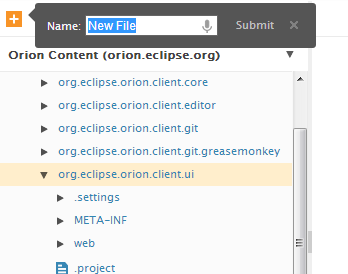 Name: New File Submit
Orion Content (orion.eclipse.org)
org.eclipse.orion.client.core
org.eclipse.orion.client.editor
org.eclipse.orion.client.git
org.eclipse.orion.client.git.greasemonkey
org.eclipse.orion.client.ui
.settings
META-INF
web
.project